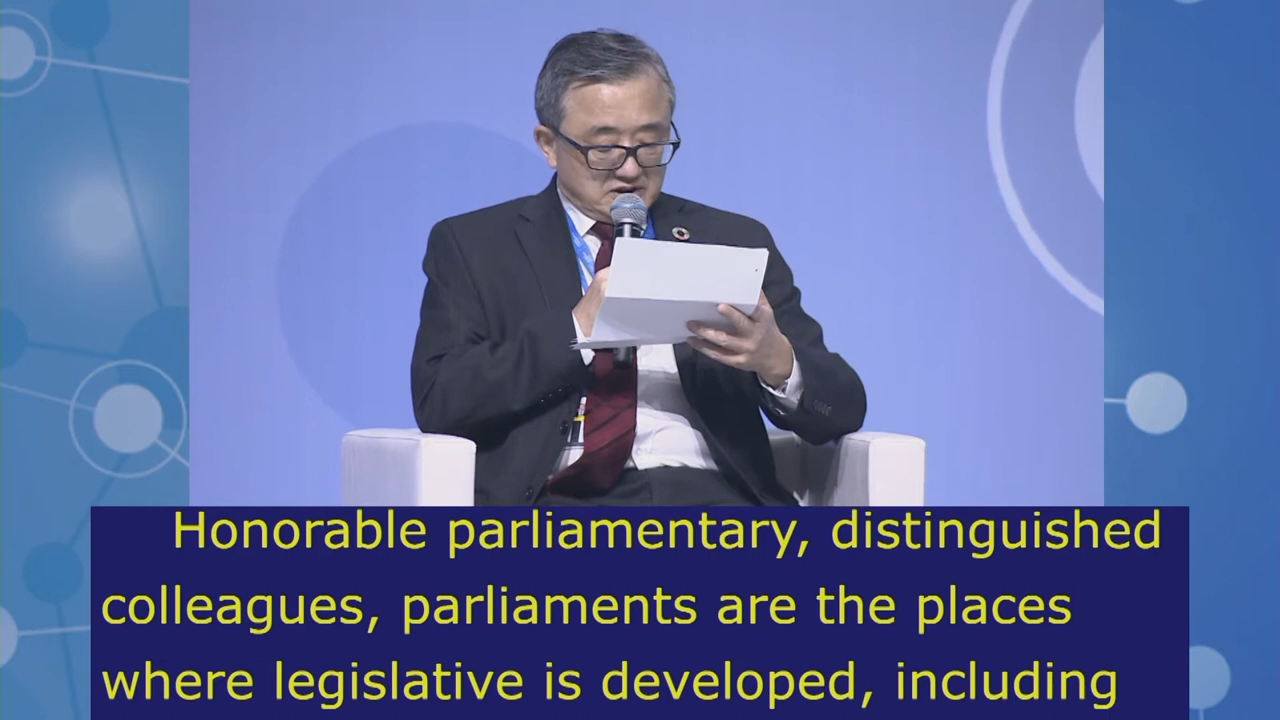 Honorable parliamentary, distinguished
colleagues, parliaments are the places
where legislative is developed, including